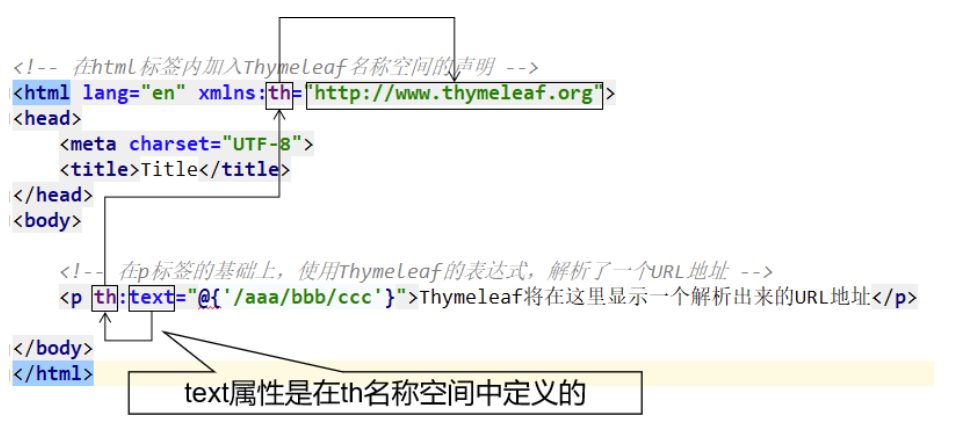 <!-- 在html标签内加入Thymeleaf名称空间的声明 -->
<html lang="en" xmlns:th="http://www.thymeleaf.org">
<head>
<meta charset="UTF-8">
<title>Title</title>
</head>
<body>
<!-- 在p标签的基础上，使用Thymeleaf的表达式，解析了一个URL地址 -->
<p th:text="@{'/aaa/bbb/ccc'}">Thymeleaf将在这里显示一个解析出来的URL地址</p>
</body>
</html>
text属性是在th名称空间中定义的